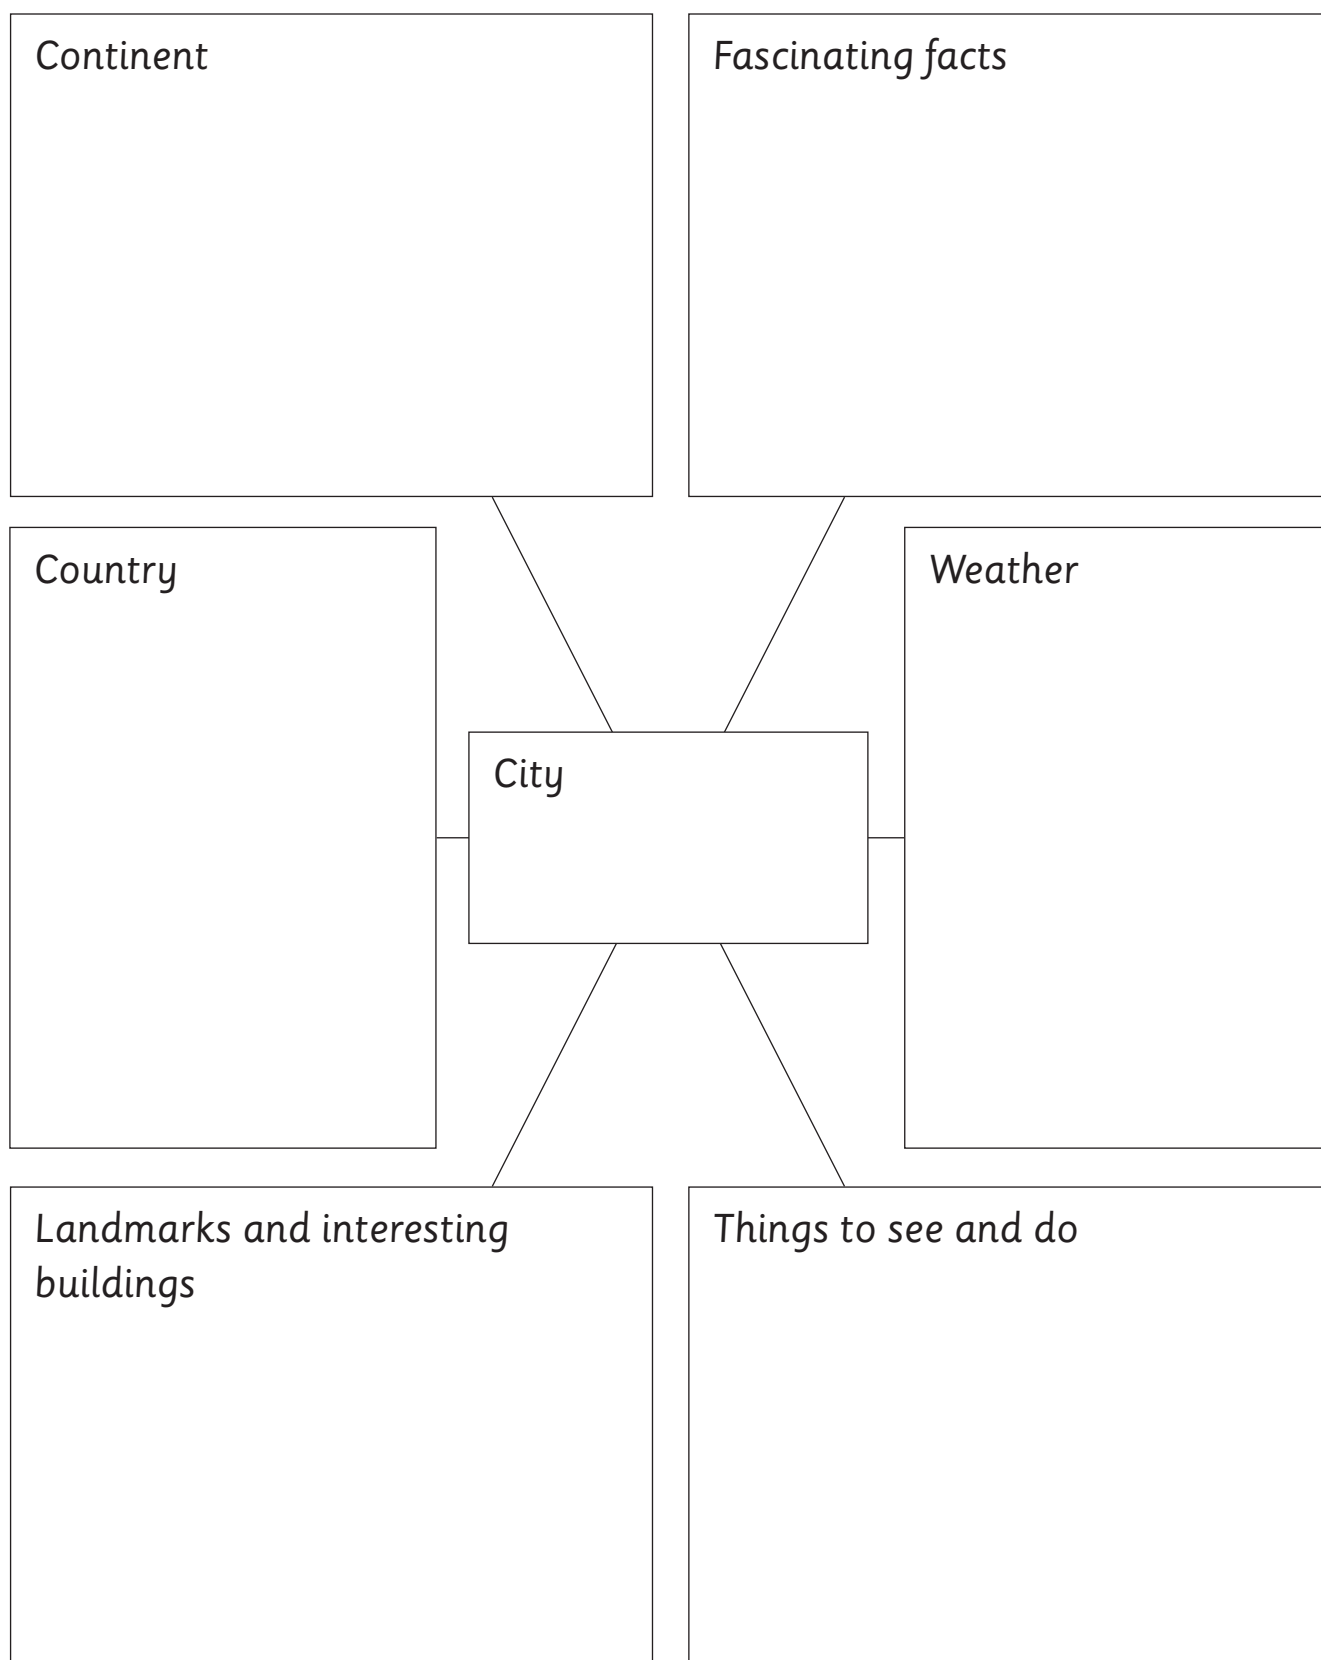 Continent
Fascinating facts
Country
Weather
City
Landmarks and interesting
buildings
Things to see and do